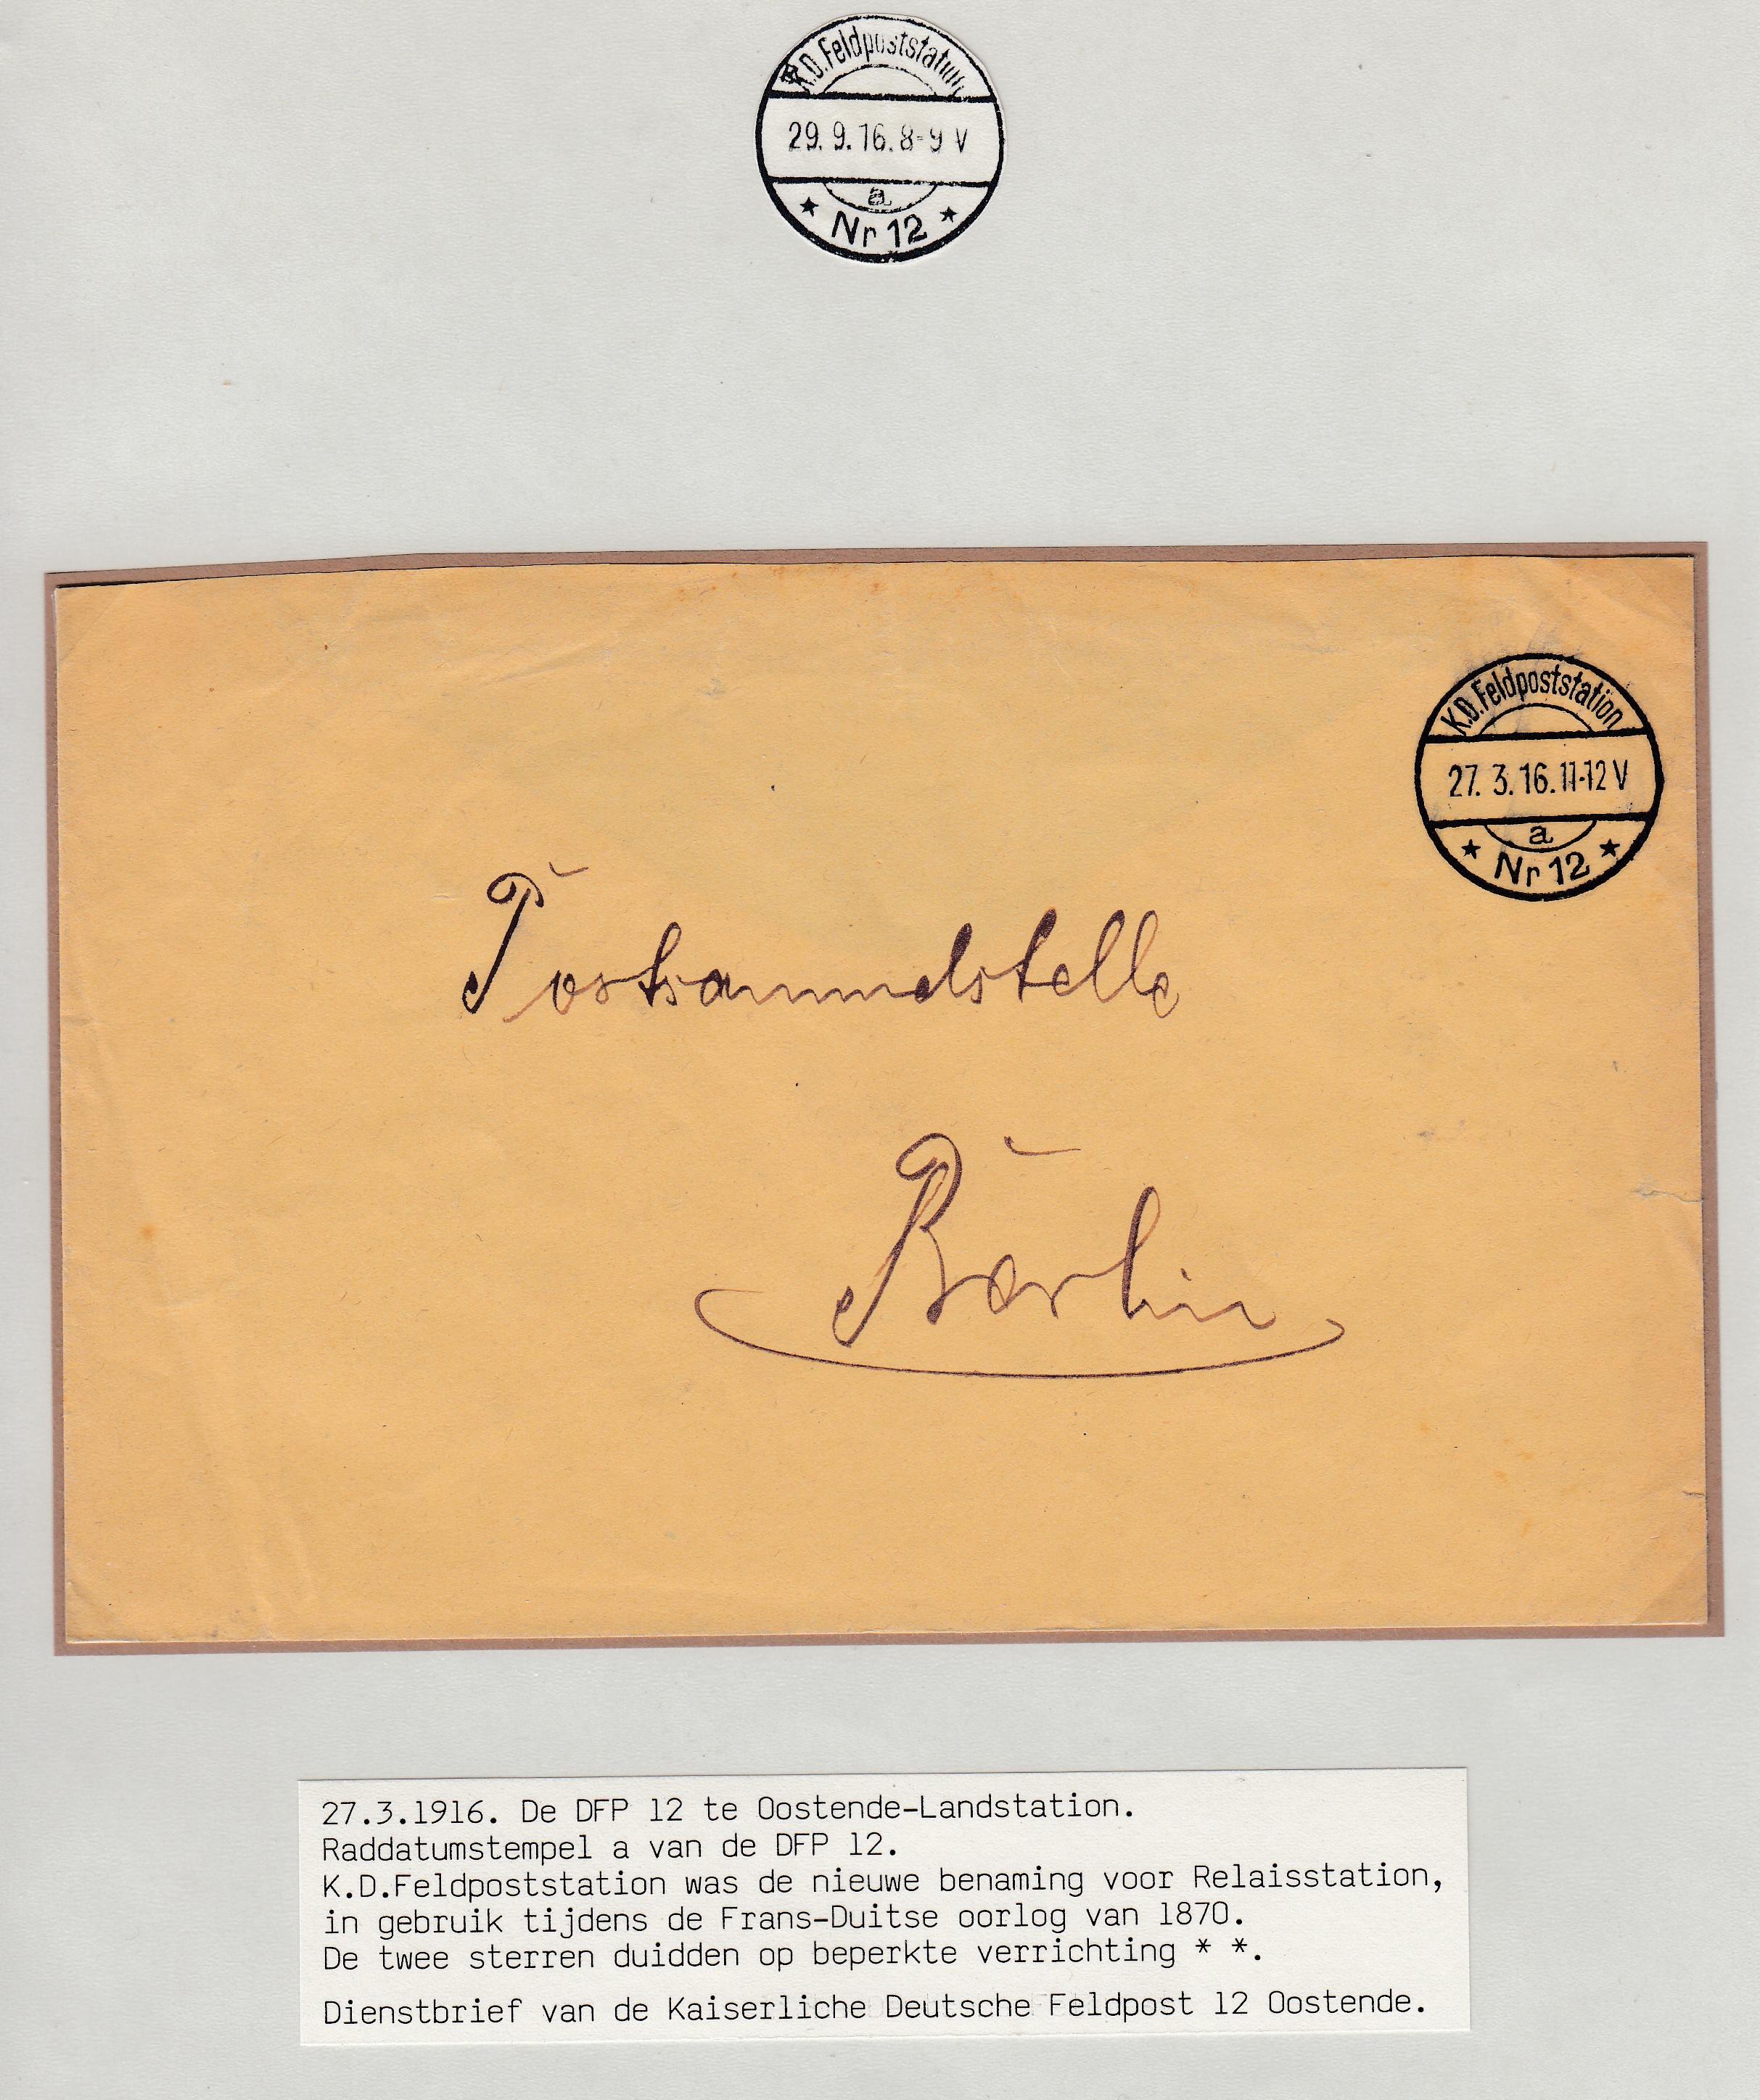 K.D.Feldpoststation
29. 9. 16. 8-9 V
a
* Nr 12 *
K.D.Feldpoststation
27. 3. 16. 11-12 V
a
* Nr 12 *
Postsammelstelle
Berlin
27.3.1916. De DFP 12 te Oostende-Landstation.
Raddatumstempel a van de DFP 12.
K.D.Feldpoststation was de nieuwe benaming voor Relaisstation,
in gebruik tijdens de Frans-Duitse oorlog van 1870.
De twee sterren duidden op beperkte verrichting * *.
Dienstbrief van de Kaiserliche Deutsche Feldpost 12 Oostende.